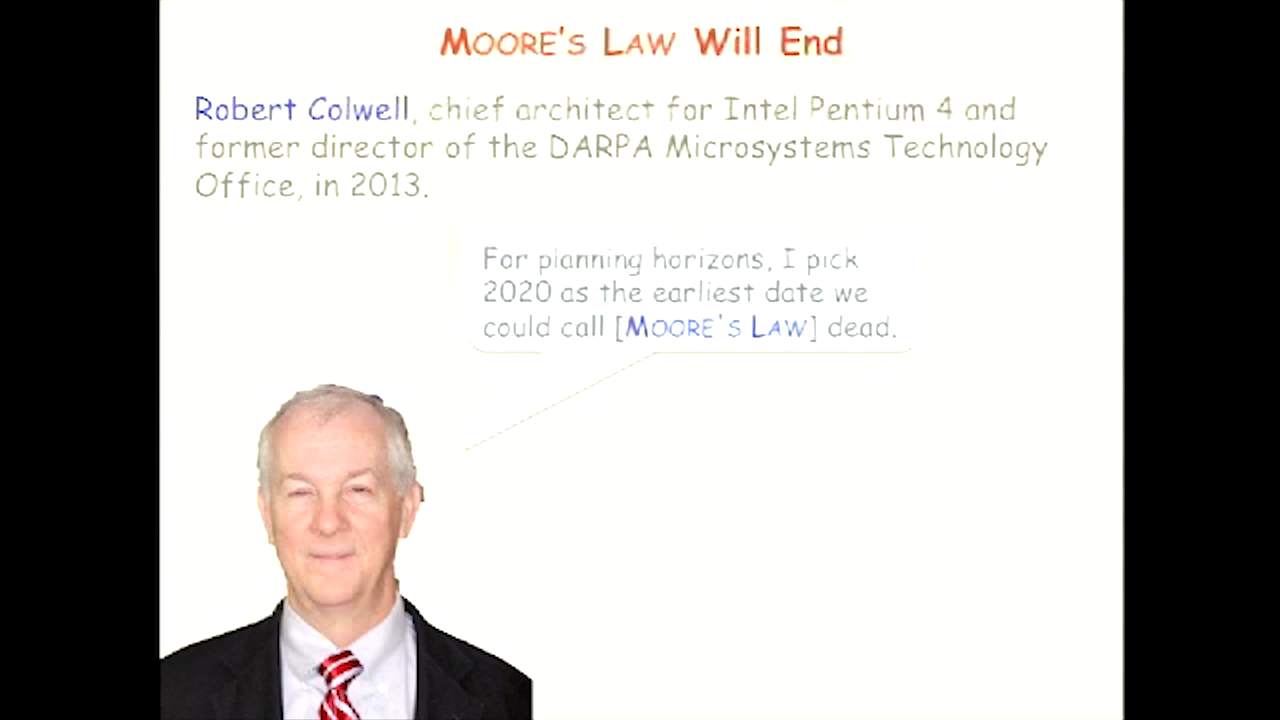 MOORE'S LAW Will End
Robert Colwell, chief architect for Intel Pentium 4 and
former director of the DARPA Microsystems Technology
Office, in 2013.
For planning horizons, I pick
2020 as the earliest date we
could call [MOORE'S LAW] dead.